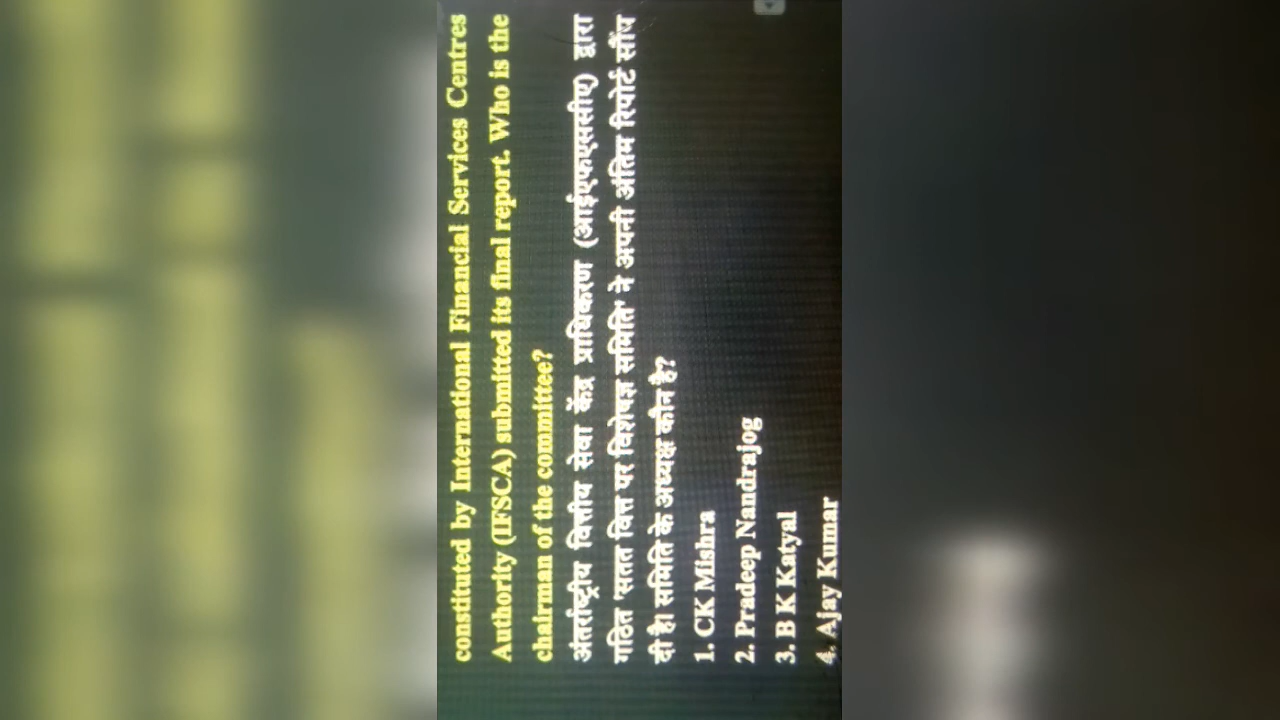 constituted by International Financial Services Centres
Authority (IFSCA) submitted its final report. Who is the
chairman of the committee?
अंतर्राष्ट्रीय वित्तीय सेवा केंद्र प्राधिकरण (आईएफएससीए) द्वारा
गठित 'सतत वित्त पर विशेषज्ञ समिति' ने अपनी अंतिम रिपोर्ट सौंप
दी है। समिति के अध्यक्ष कौन है?
1. CK Mishra
2. Pradeep Nandrajog
3. B K Katyal
4. Ajay Kumar